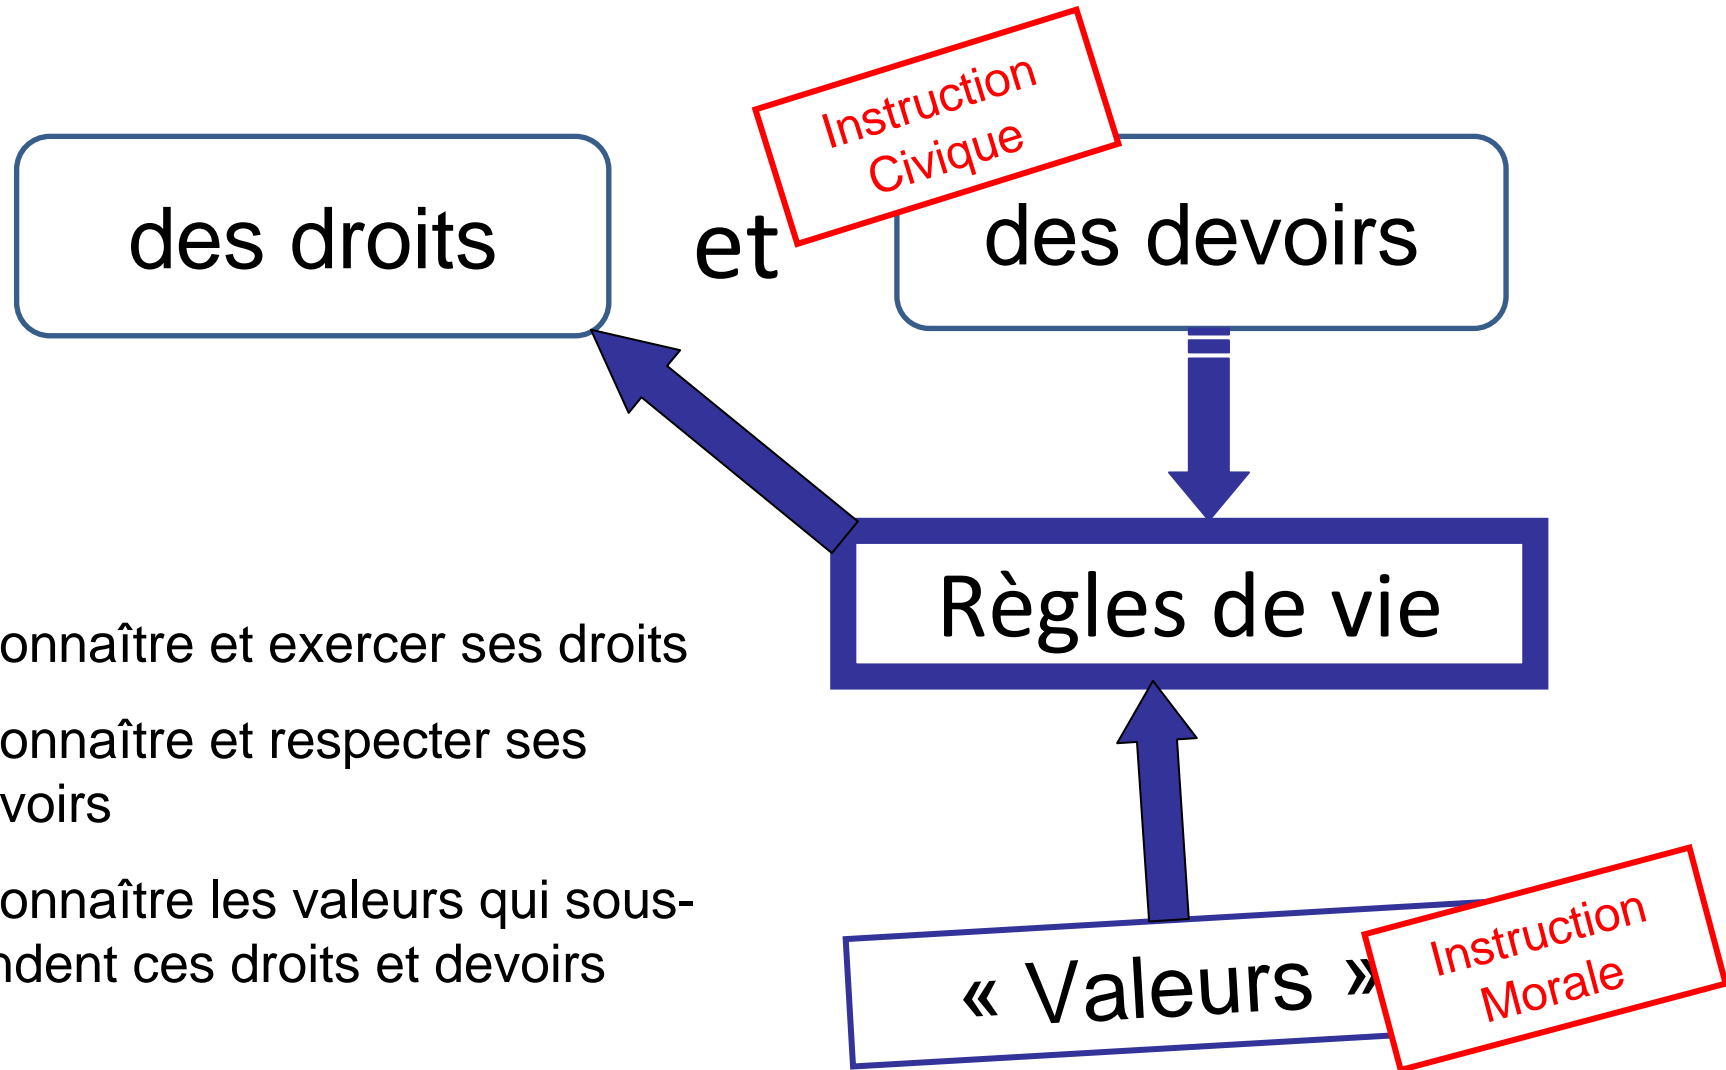 Instruction
Civique
des droits
et
des devoirs
Règles de vie
onnaître et exercer ses droits
onnaître et respecter ses
voirs
onnaître les valeurs qui sous-
ndent ces droits et devoirs
« Valeurs »
Instruction
Morale